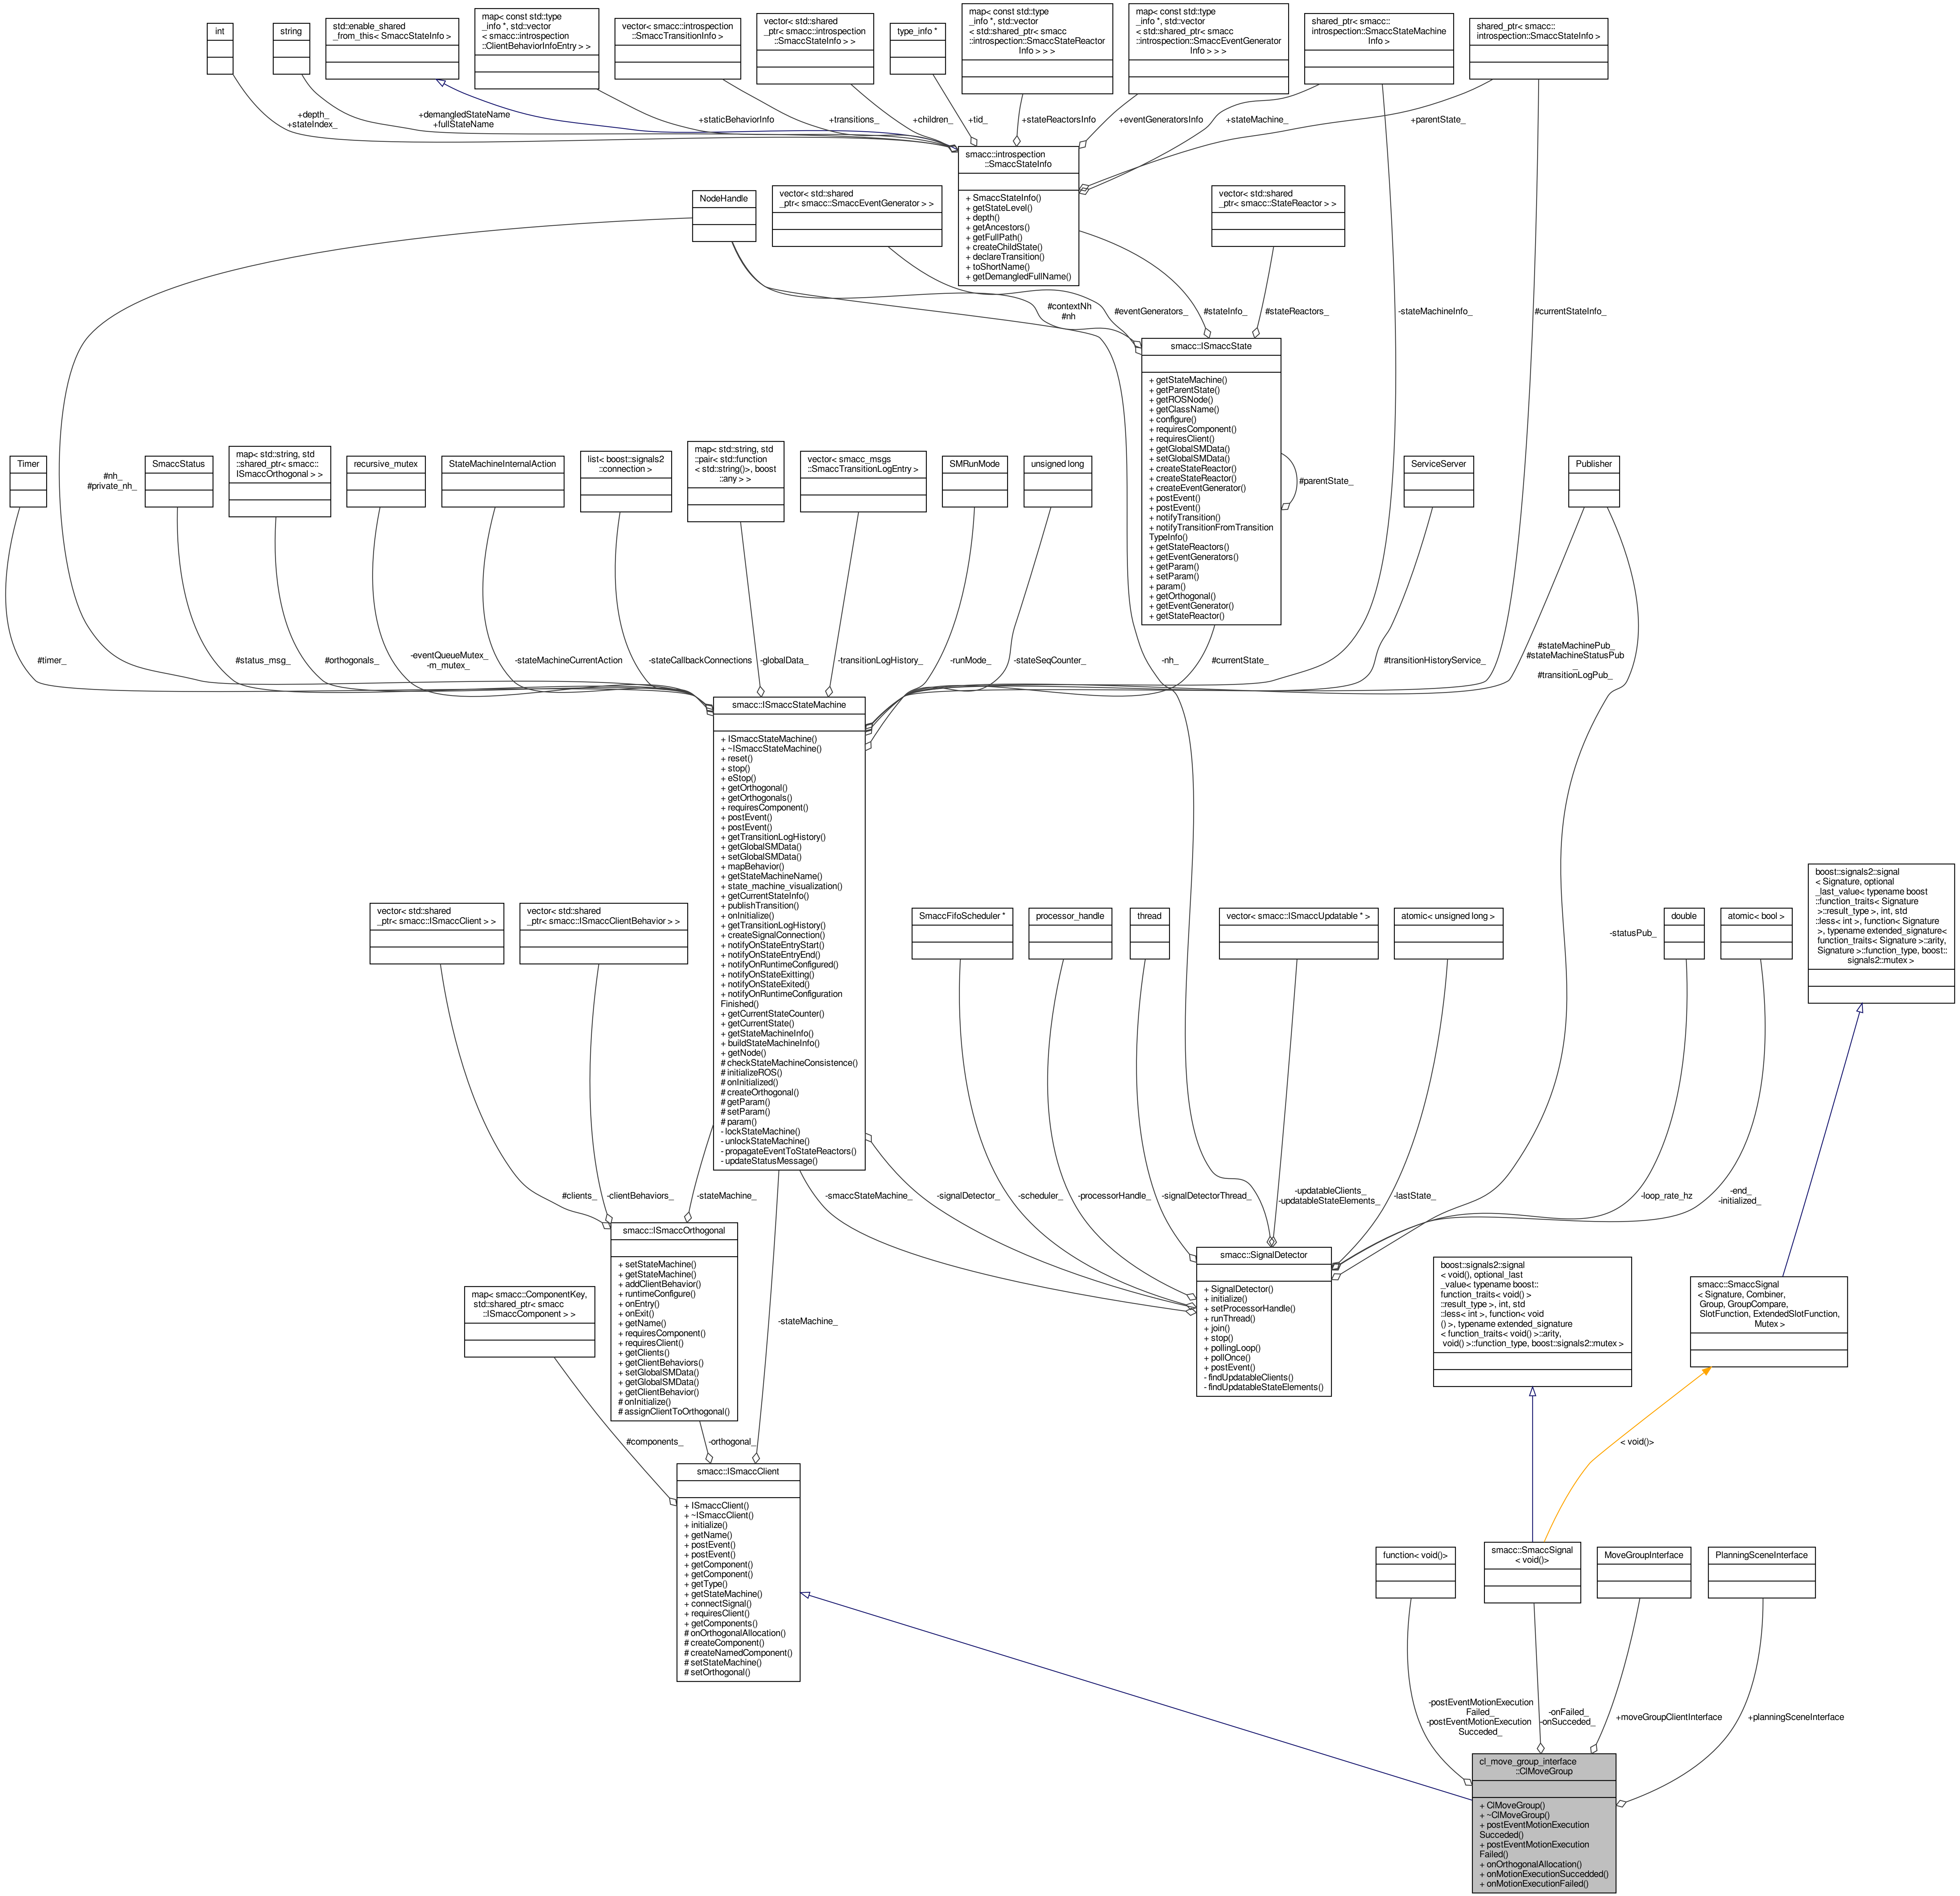 int
string
std::enable_shared
_from_this< SmaccStateInfo >
map< const std::type
_info *, std::vector
< smacc::introspection
::ClientBehaviorInfoEntry > >
vector< smacc::introspection
::SmaccTransitionInfo >
vector< std::shared
_ptr< smacc::introspection
::SmaccStateInfo > >
type_info *
map< const std::type
_info *, std::vector
< std::shared_ptr< smacc
::introspection::SmaccStateReactor
Info > > >
map< const std::type
_info *, std::vector
< std::shared_ptr< smacc
::introspection::SmaccEventGenerator
Info > > >
shared_ptr< smacc::
introspection::SmaccStateMachine
Info >
shared_ptr< smacc::
introspection::SmaccStateInfo >
+depth_
+stateIndex_
+demangledStateName
+fullStateName
+staticBehaviorInfo
+transitions_
+children_
+tid_
+stateReactorsInfo
+eventGeneratorsInfo
+stateMachine_
+parentState_
smacc::introspection
::SmaccStateInfo
+ SmaccStateInfo()
+ getStateLevel()
+ depth()
+ getAncestors()
+ getFullPath()
+ createChildState()
+ declareTransition()
+ toShortName()
+ getDemangledFullName()
NodeHandle
vector< std::shared
_ptr< smacc::SmaccEventGenerator > >
vector< std::shared
_ptr< smacc::StateReactor > >
#contextNh
#nh
#eventGenerators_
#stateInfo_
#stateReactors_
-stateMachineInfo_
#currentStateInfo_
smacc::ISmaccState
+ getStateMachine()
+ getParentState()
+ getROSNode()
+ getClassName()
+ configure()
+ requiresComponent()
+ requiresClient()
+ getGlobalSMData()
+ setGlobalSMData()
+ createStateReactor()
+ createStateReactor()
+ createEventGenerator()
+ postEvent()
+ postEvent()
+ notifyTransition()
+ notifyTransitionFromTransition
TypeInfo()
+ getStateReactors()
+ getEventGenerators()
+ getParam()
+ setParam()
+ param()
+ getOrthogonal()
+ getEventGenerator()
+ getStateReactor()
#parentState_
Timer
#nh_
#private_nh_
SmaccStatus
map< std::string, std
::shared_ptr< smacc::
ISmaccOrthogonal > >
recursive_mutex
StateMachineInternalAction
list< boost::signals2
::connection >
map< std::string, std
::pair< std::function
< std::string()>, boost
::any > >
vector< smacc_msgs
::SmaccTransitionLogEntry >
SMRunMode
unsigned long
ServiceServer
Publisher
#timer_
#status_msg_
#orthogonals_
-eventQueueMutex_
-m_mutex_
-stateMachineCurrentAction
-stateCallbackConnections
-globalData_
-transitionLogHistory_
-runMode_
-stateSeqCounter_
-nh_
#currentState_
#transitionHistoryService_
#stateMachinePub_
#stateMachineStatusPub
_
#transitionLogPub_
smacc::ISmaccStateMachine
+ ISmaccStateMachine()
+ ~ISmaccStateMachine()
+ reset()
+ stop()
+ eStop()
+ getOrthogonal()
+ getOrthogonals()
+ requiresComponent()
+ postEvent()
+ postEvent()
+ getTransitionLogHistory()
+ getGlobalSMData()
+ setGlobalSMData()
+ mapBehavior()
+ getStateMachineName()
+ state_machine_visualization()
+ getCurrentStateInfo()
+ publishTransition()
+ onInitialize()
+ getTransitionLogHistory()
+ createSignalConnection()
+ notifyOnStateEntryStart()
+ notifyOnStateEntryEnd()
+ notifyOnRuntimeConfigured()
+ notifyOnStateExitting()
+ notifyOnStateExited()
+ notifyOnRuntimeConfiguration
Finished()
+ getCurrentStateCounter()
+ getCurrentState()
+ getStateMachineInfo()
+ buildStateMachineInfo()
+ getNode()
# checkStateMachineConsistence()
# initializeROS()
# onInitialized()
# createOrthogonal()
# getParam()
# setParam()
# param()
- lockStateMachine()
- unlockStateMachine()
- propagateEventToStateReactors()
- updateStatusMessage()
vector< std::shared
_ptr< smacc::ISmaccClient > >
vector< std::shared
_ptr< smacc::ISmaccClientBehavior > >
SmaccFifoScheduler *
processor_handle
thread
vector< smacc::ISmaccUpdatable * >
atomic< unsigned long >
-statusPub_
double
atomic< bool >
boost::signals2::signal
< Signature, optional
_last_value< typename boost
::function_traits< Signature
>::result_type >, int, std
::less< int >, function< Signature
>, typename extended_signature<
function_traits< Signature >::arity,
Signature >::function_type, boost::
signals2::mutex >
#clients_
-clientBehaviors_
-stateMachine_
-smaccStateMachine_
-signalDetector_
-scheduler_
-processorHandle_
-signalDetectorThread_
-updatableClients_
-updatableStateElements_
-lastState_
-loop_rate_hz
-end_
-initialized_
smacc::ISmaccOrthogonal
+ setStateMachine()
+ getStateMachine()
+ addClientBehavior()
+ runtimeConfigure()
+ onEntry()
+ onExit()
+ getName()
+ requiresComponent()
+ requiresClient()
+ getClients()
+ getClientBehaviors()
+ setGlobalSMData()
+ getGlobalSMData()
+ getClientBehavior()
# onInitialize()
# assignClientToOrthogonal()
map< smacc::ComponentKey,
std::shared_ptr< smacc
::ISmaccComponent > >
-stateMachine_
smacc::SignalDetector
+ SignalDetector()
+ initialize()
+ setProcessorHandle()
+ runThread()
+ join()
+ stop()
+ pollingLoop()
+ pollOnce()
+ postEvent()
- findUpdatableClients()
- findUpdatableStateElements()
boost::signals2::signal
< void(), optional_last
_value< typename boost::
function_traits< void() >
::result_type >, int, std
::less< int >, function< void
() >, typename extended_signature
< function_traits< void() >::arity,
void() >::function_type, boost::signals2::mutex >
smacc::SmaccSignal
< Signature, Combiner,
Group, GroupCompare,
SlotFunction, ExtendedSlotFunction,
Mutex >
#components_
-orthogonal_
< void()>
smacc::ISmaccClient
+ ISmaccClient()
+ ~ISmaccClient()
+ initialize()
+ getName()
+ postEvent()
+ postEvent()
+ getComponent()
+ getComponent()
+ getType()
+ getStateMachine()
+ connectSignal()
+ requiresClient()
+ getComponents()
# onOrthogonalAllocation()
# createComponent()
# createNamedComponent()
# setStateMachine()
# setOrthogonal()
function< void()>
smacc::SmaccSignal
< void()>
MoveGroupInterface
PlanningSceneInterface
-postEventMotionExecution
Failed_
-postEventMotionExecution
Succeded_
-onFailed_
-onSucceded_
+moveGroupClientInterface
+planningSceneInterface
cl_move_group_interface
::ClMoveGroup
+ ClMoveGroup()
+ ~ClMoveGroup()
+ postEventMotionExecution
Succeded()
+ postEventMotionExecution
Failed()
+ onOrthogonalAllocation()
+ onMotionExecutionSuccedded()
+ onMotionExecutionFailed()